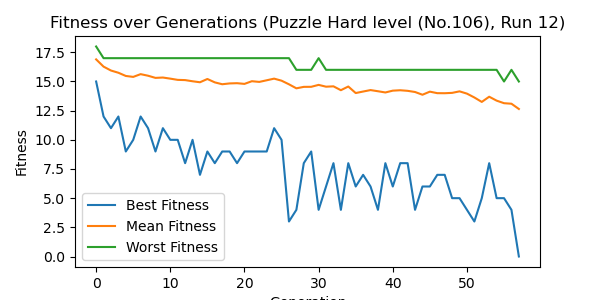 Fitness over Generations (Puzzle Hard level (No.106), Run 12)
17.5
15.0
12.5
10.0
7.5
5.0
2.5
0.0
Fitness
Best Fitness
Mean Fitness
Worst Fitness
0 10 20 30 40 50
Generation